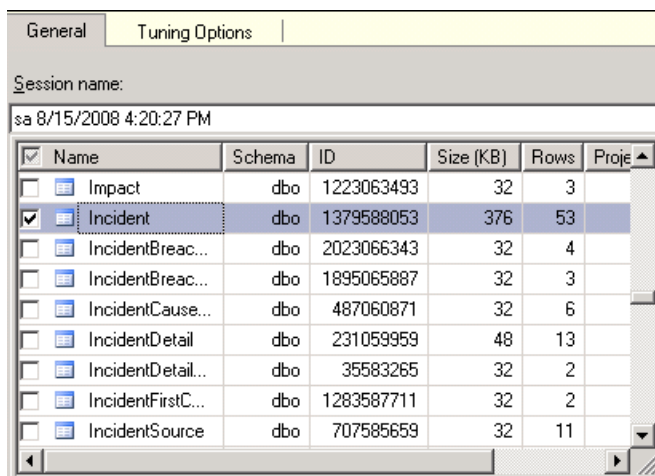 General Tuning Options
Session name:
sa 8/15/2008 4:20:27 PM
Name Schema ID Size (KB) Rows Proje
Impact dbo 1223063493 32 3
Incident dbo 1379588053 376 53
IncidentBreac... dbo 2023066343 32 4
IncidentBreac... dbo 1895065887 32 3
IncidentCause... dbo 487060871 32 6
IncidentDetail dbo 231059959 48 13
IncidentDetail... dbo 35583265 32 2
IncidentFirstC... dbo 1283587711 32 2
IncidentSource dbo 707585659 32 11